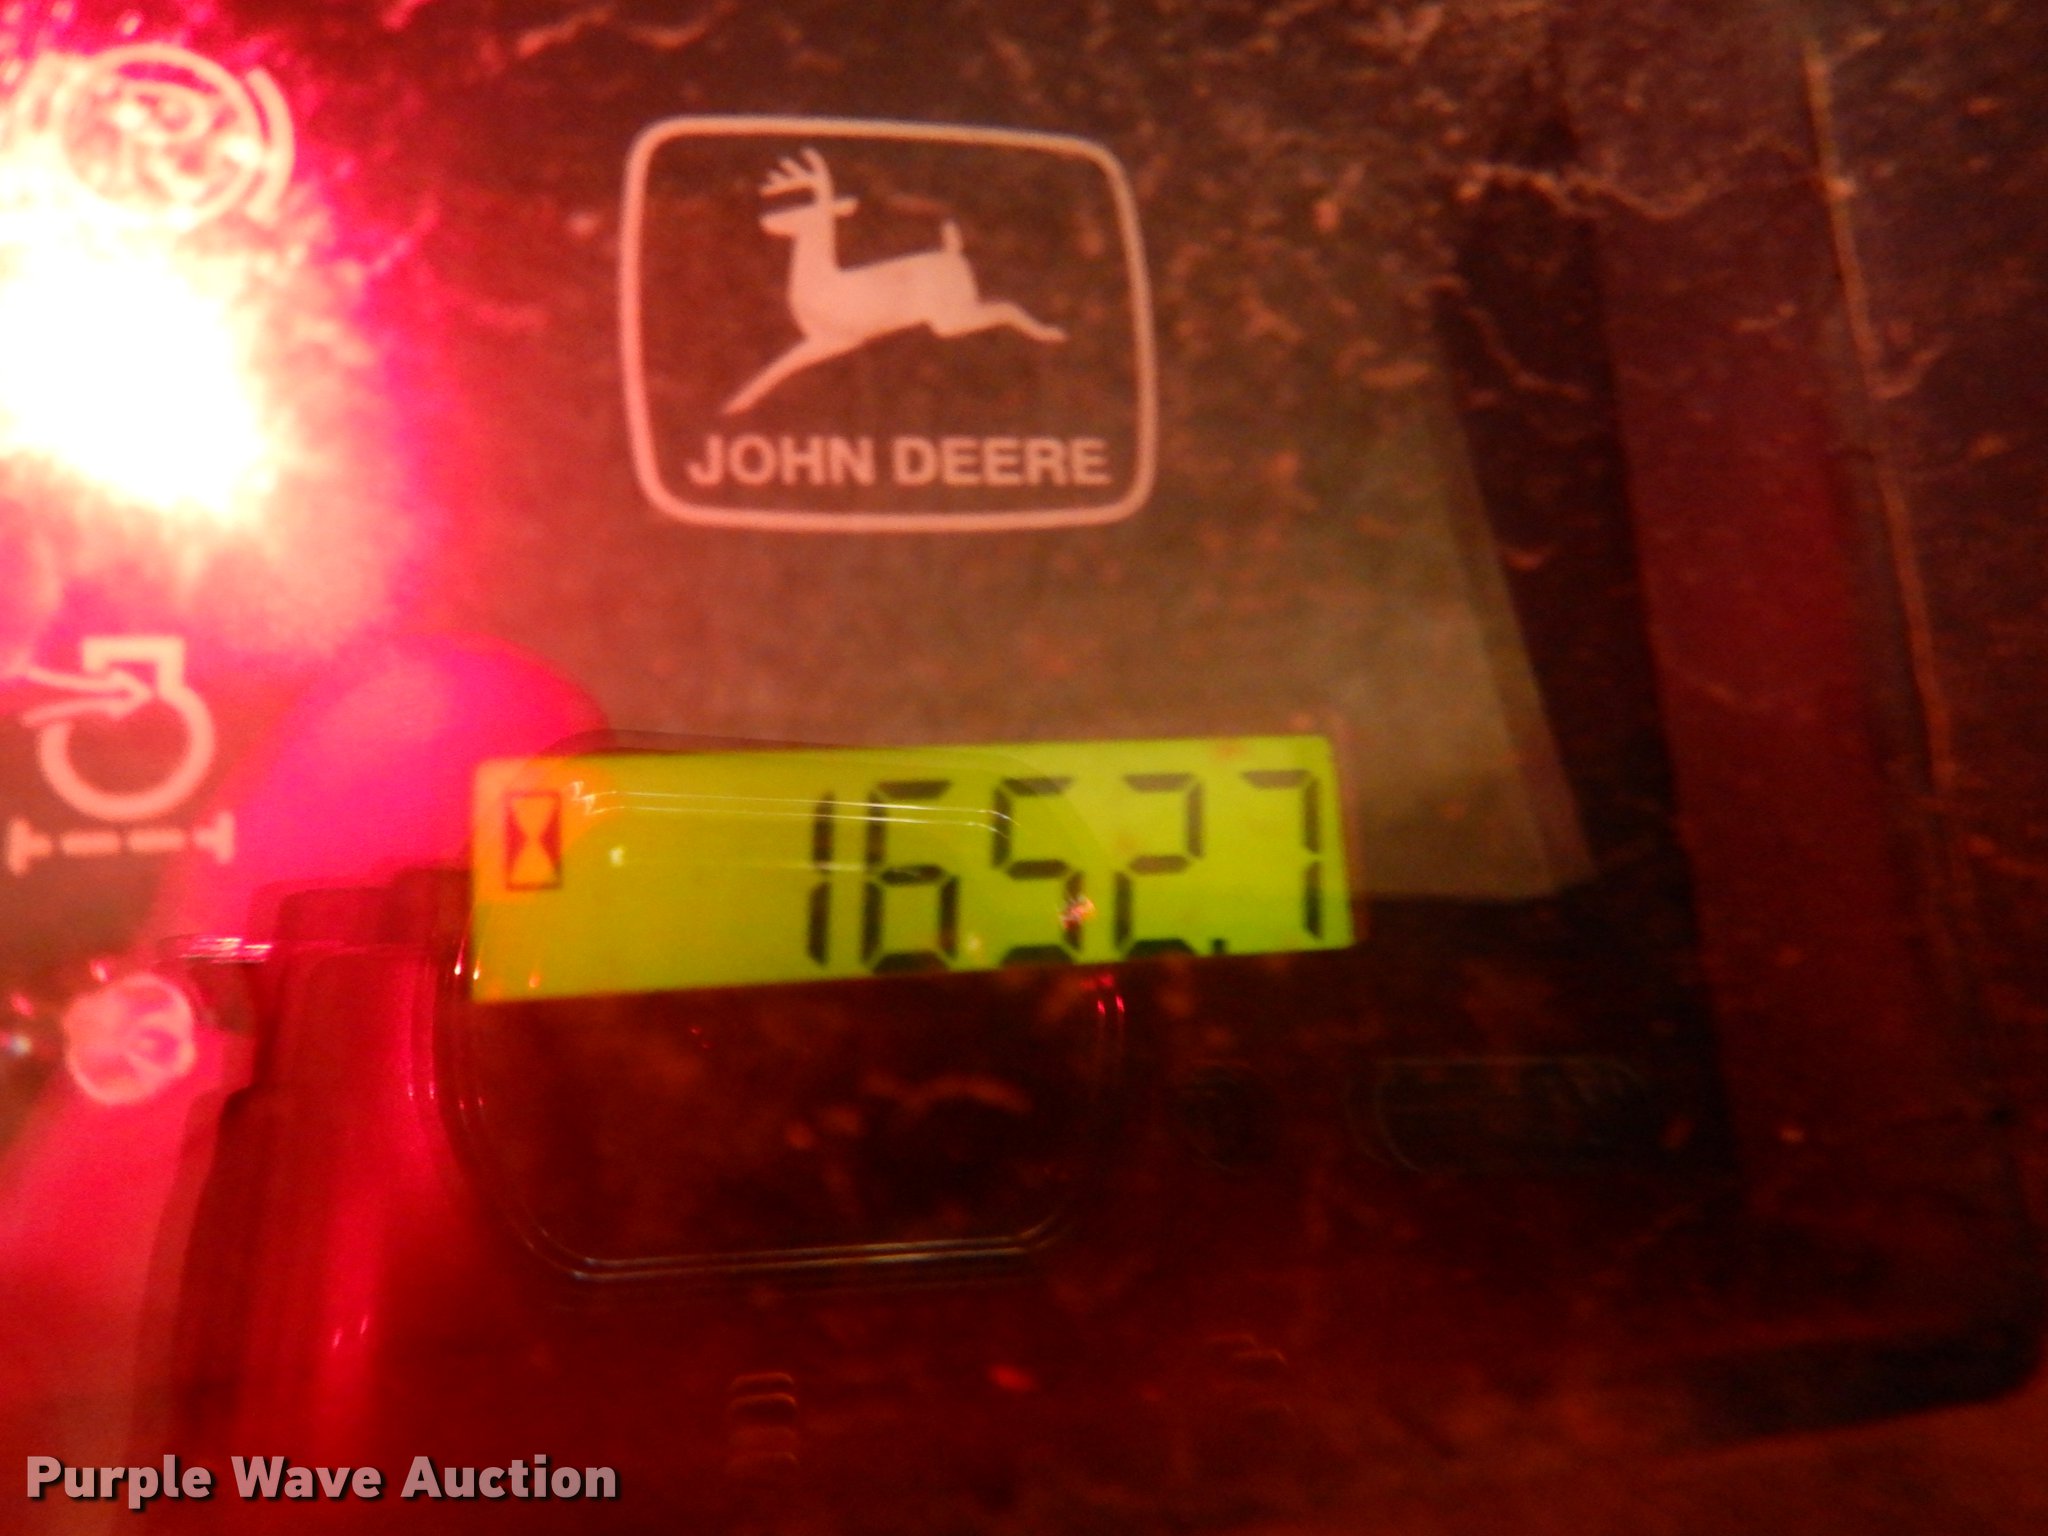 R
JOHN DEERE
1652.7
Purple Wave Auction